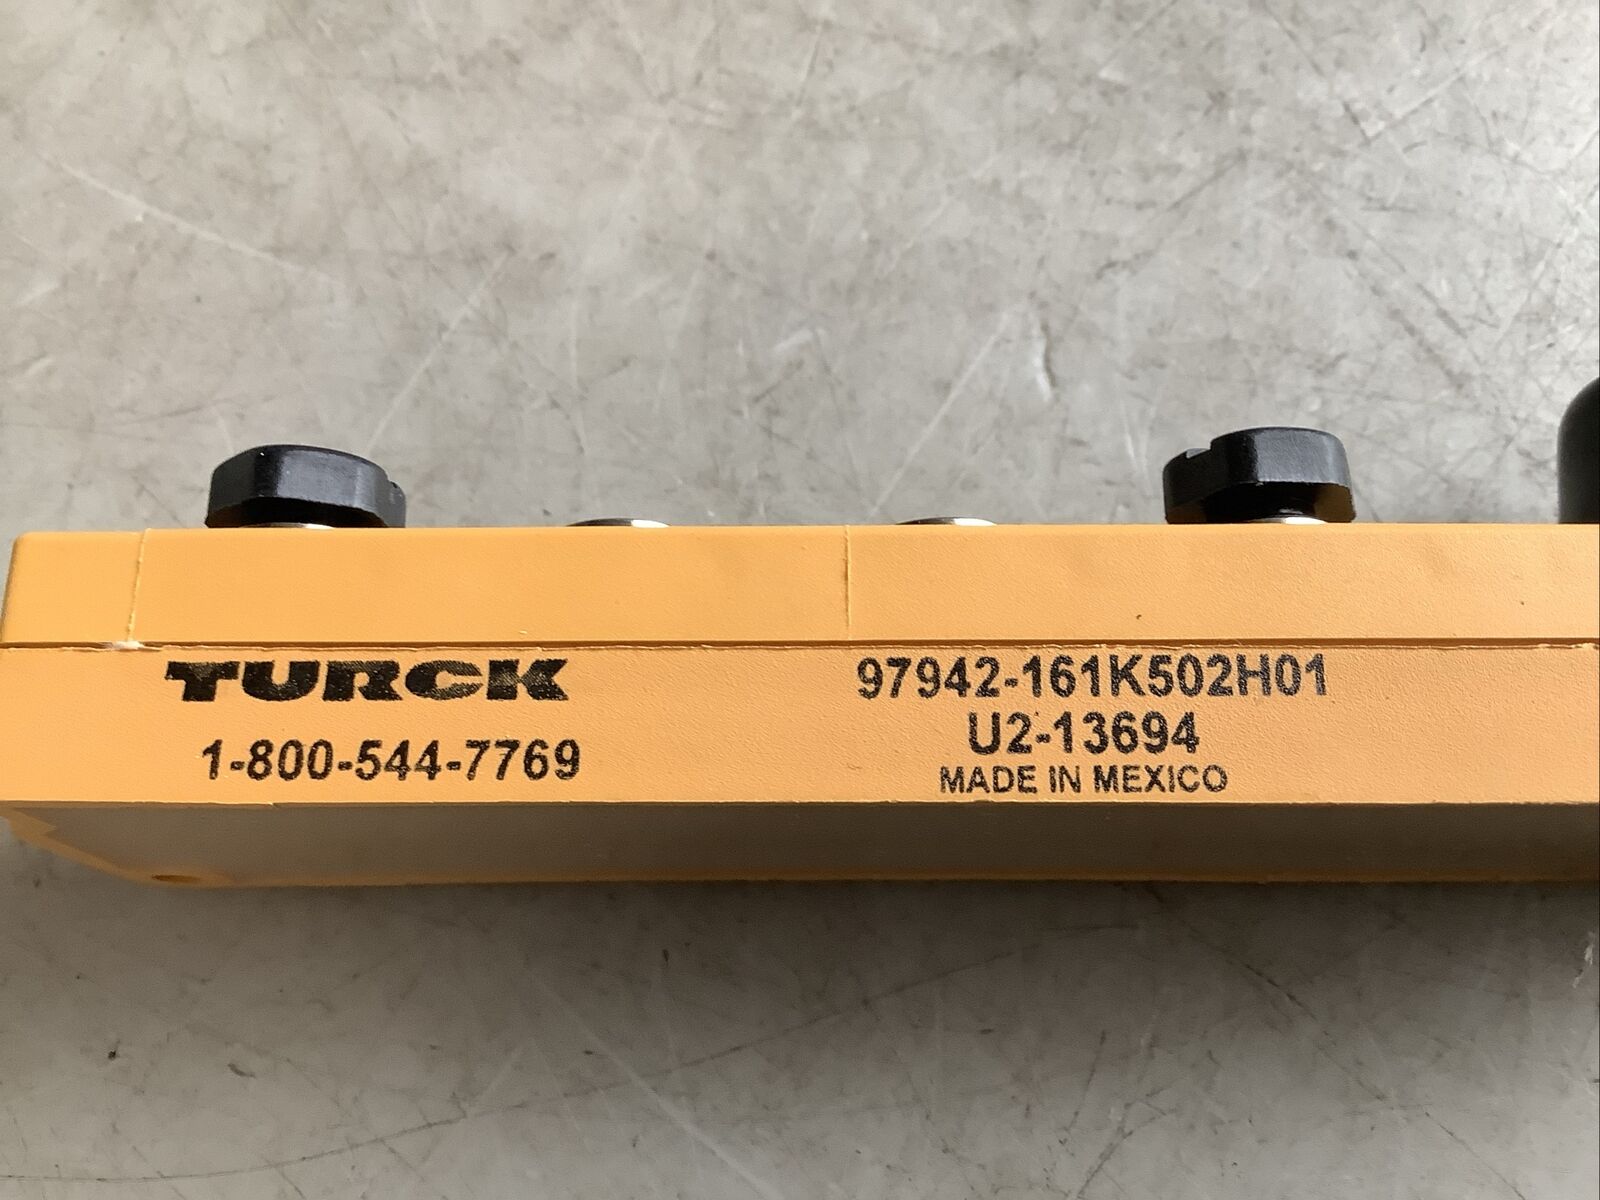 TURCK
1-800-544-7769
97942-161K502H01
U2-13694
MADE IN MEXICO